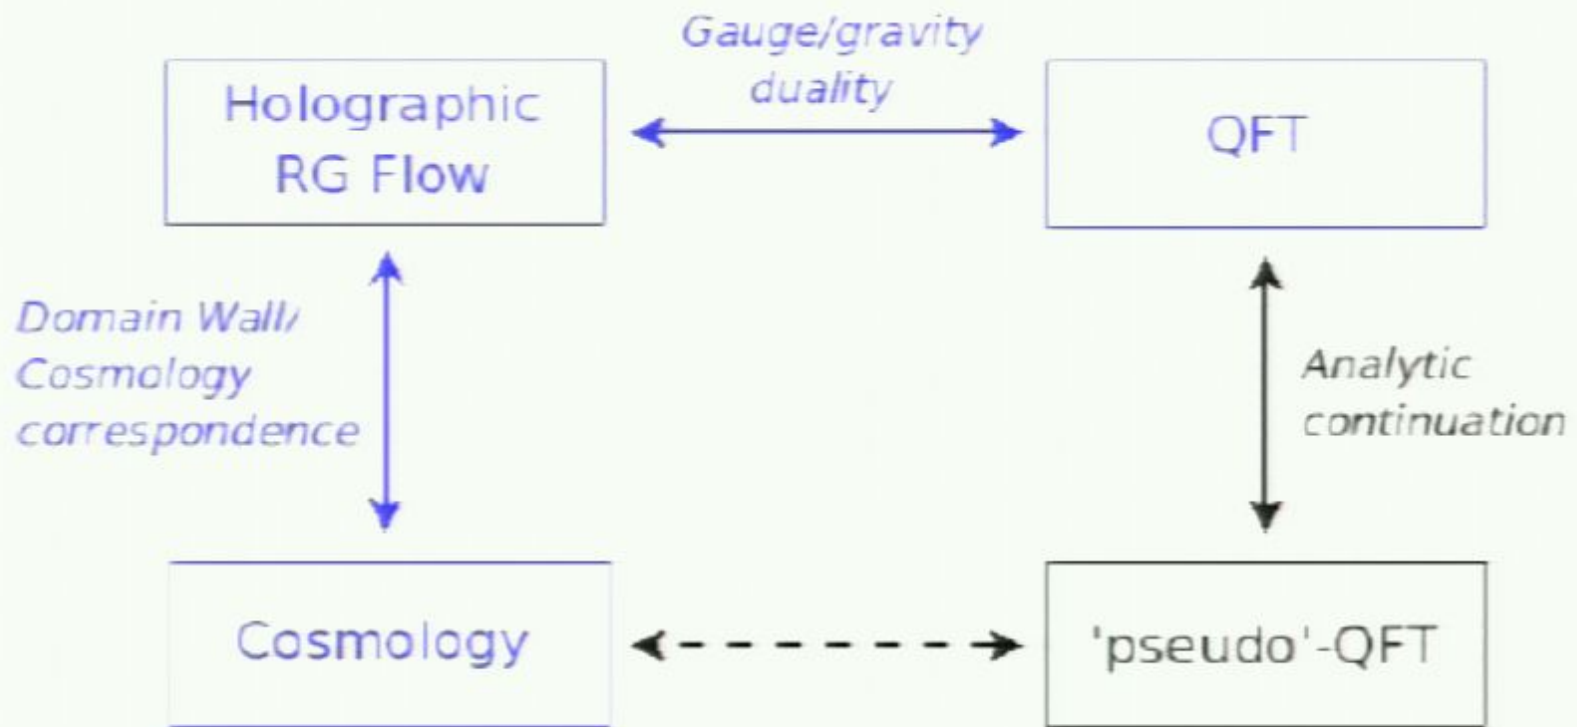 Gauge/gravity
duality
Holographic
RG Flow
QFT
Domain Wall/
Cosmology
correspondence
Analytic
continuation
Cosmology
'pseudo'-QFT